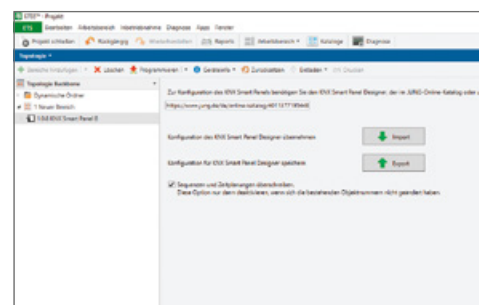 ETS5™ - Projekt
ETS Bearbeiten Arbeitsbereich Inbetriebnahme Diagnose Apps Fenster
Projekt schließen Rückgängig Wiederherstellen Reports Arbeitsbereich Kataloge Diagnose
Topologie
Bereiche hinzufügen Löschen Programmieren Geräteinfo Zurücksetzen Entladen Drucken
Topologie Backbone
Dynamische Ordner
1 Neuer Bereich
KNX Smart Panel 8
Zur Konfiguration des KNX Smart Panels benötigen Sie den KNX Smart Panel Designer, der im JUNG-Online-Katalog oder
Konfiguration des KNX Smart Panel Designer übernehmen Import
Configuration für KNX Smart Panel Designer speichern Export
Sequenzen und Zeitplanungen überschreiben.
Diese Option nur dann deaktivieren, wenn sich die bestehenden Objektnummern nicht geändert haben.